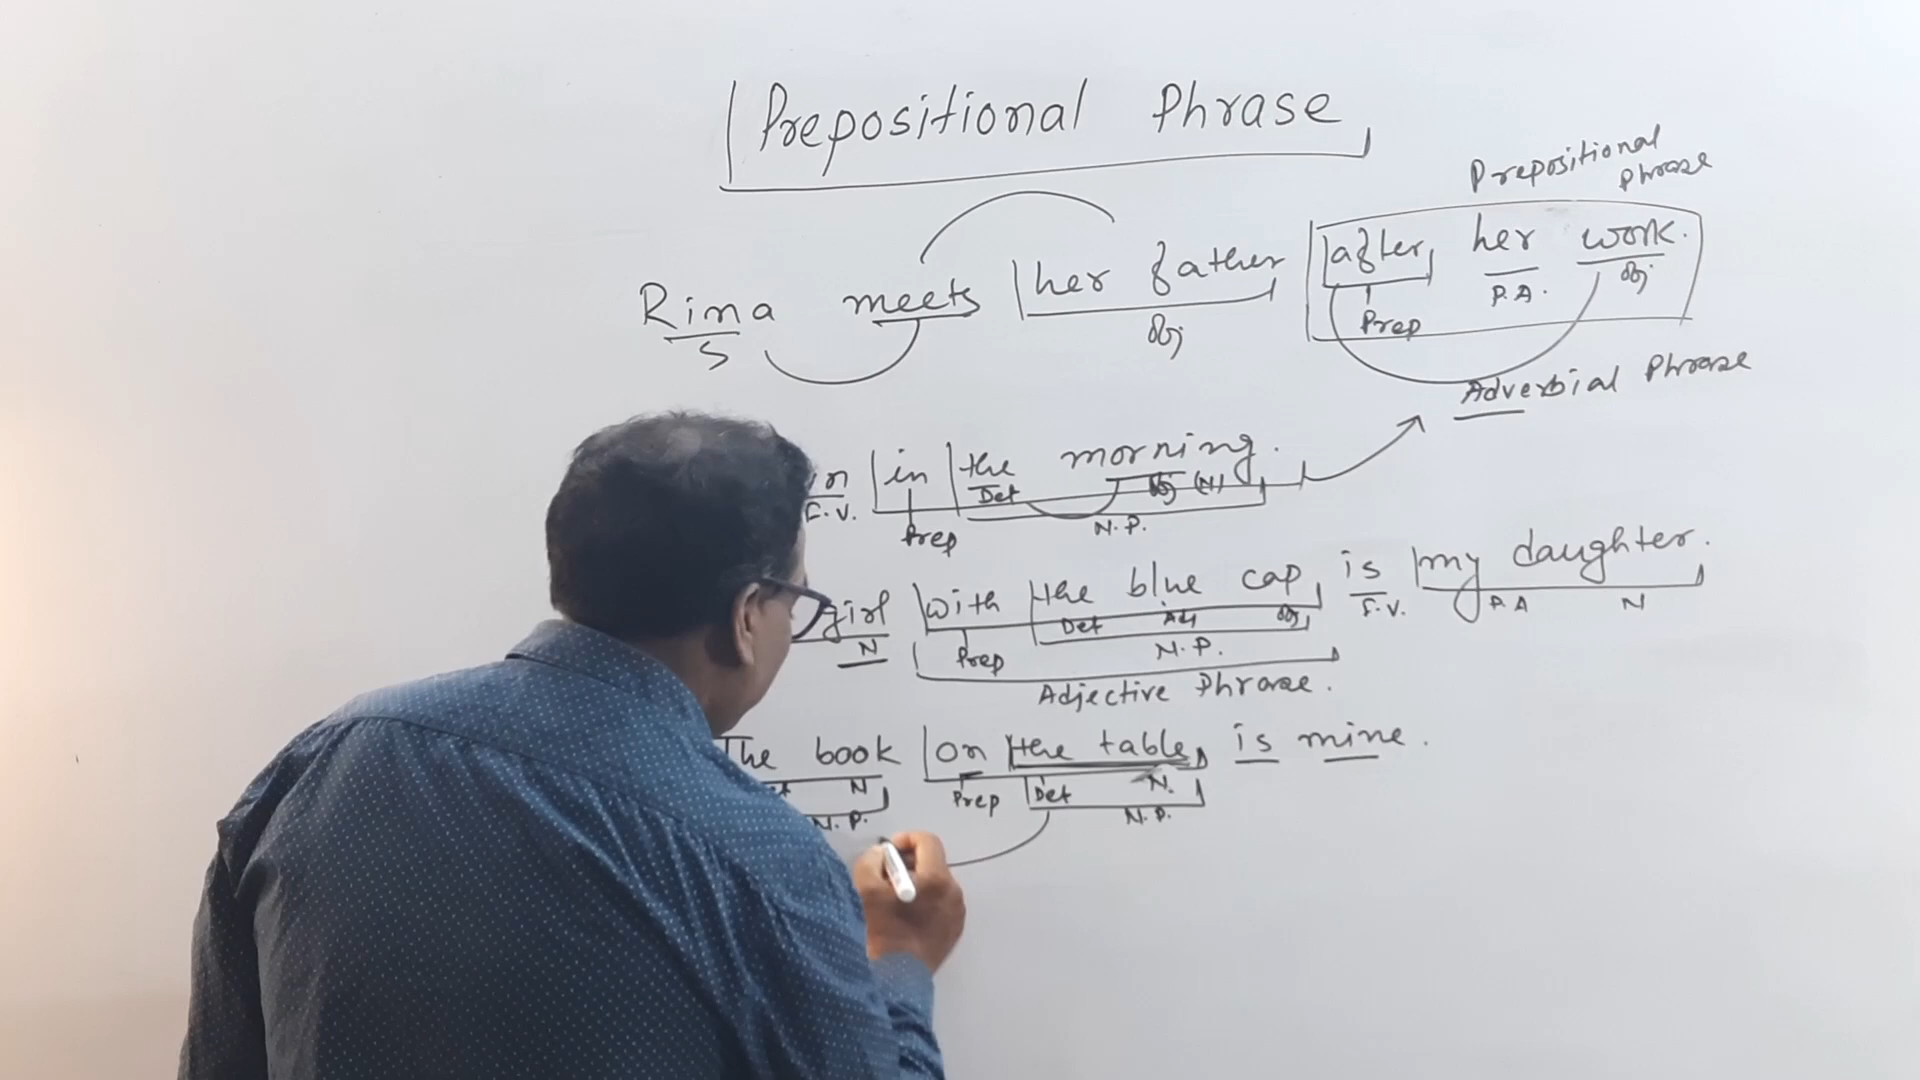 Prepositional Phrase
Prepositional
Phrase
Rima meets her father after her work.
S Obj Prep P.A. Obj
Adverbial Phrase
in the morning.
F.V. Prep Det Obj (N)
N.P.
girl with the blue cap is my daughter.
N Prep Det Adj Obj F.V. P.A N
N.P.
Adjective Phrase.
The book on the table is mine.
N Prep Det N.
N.P. N.P.